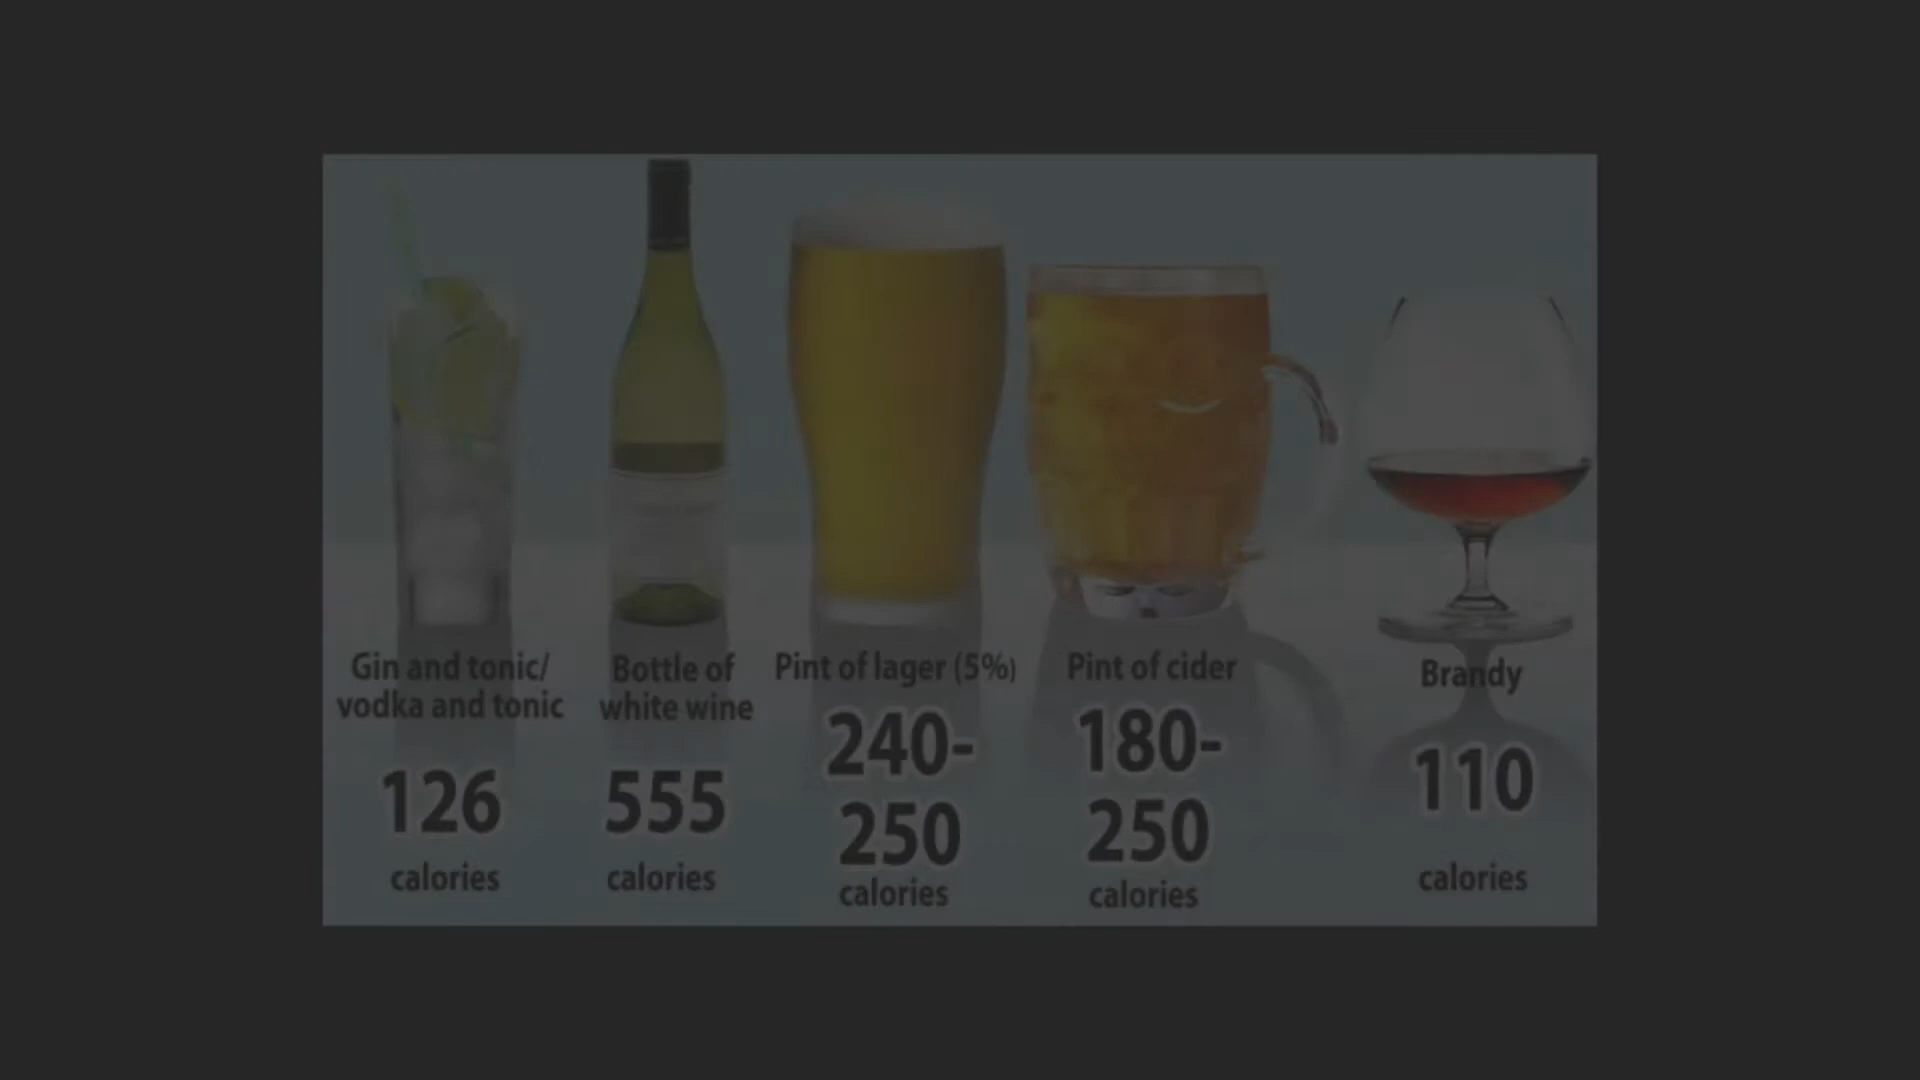 Gin and tonic/
vodka and tonic
126
calories
Bottle of
white wine
555
calories
Pint of lager (5%)
240-
250
calories
Pint of cider
180-
250
calories
Brandy
110
calories